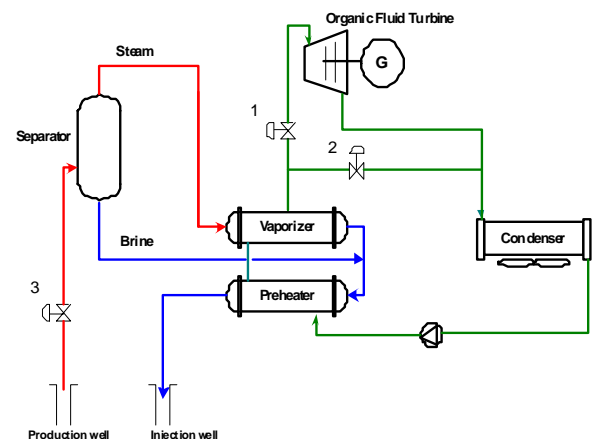 Organic Fluid Turbine
Steam
G
1
Separator
2
Vaporizer
Brine
Condenser
Preheater
3
Production well
Injection well